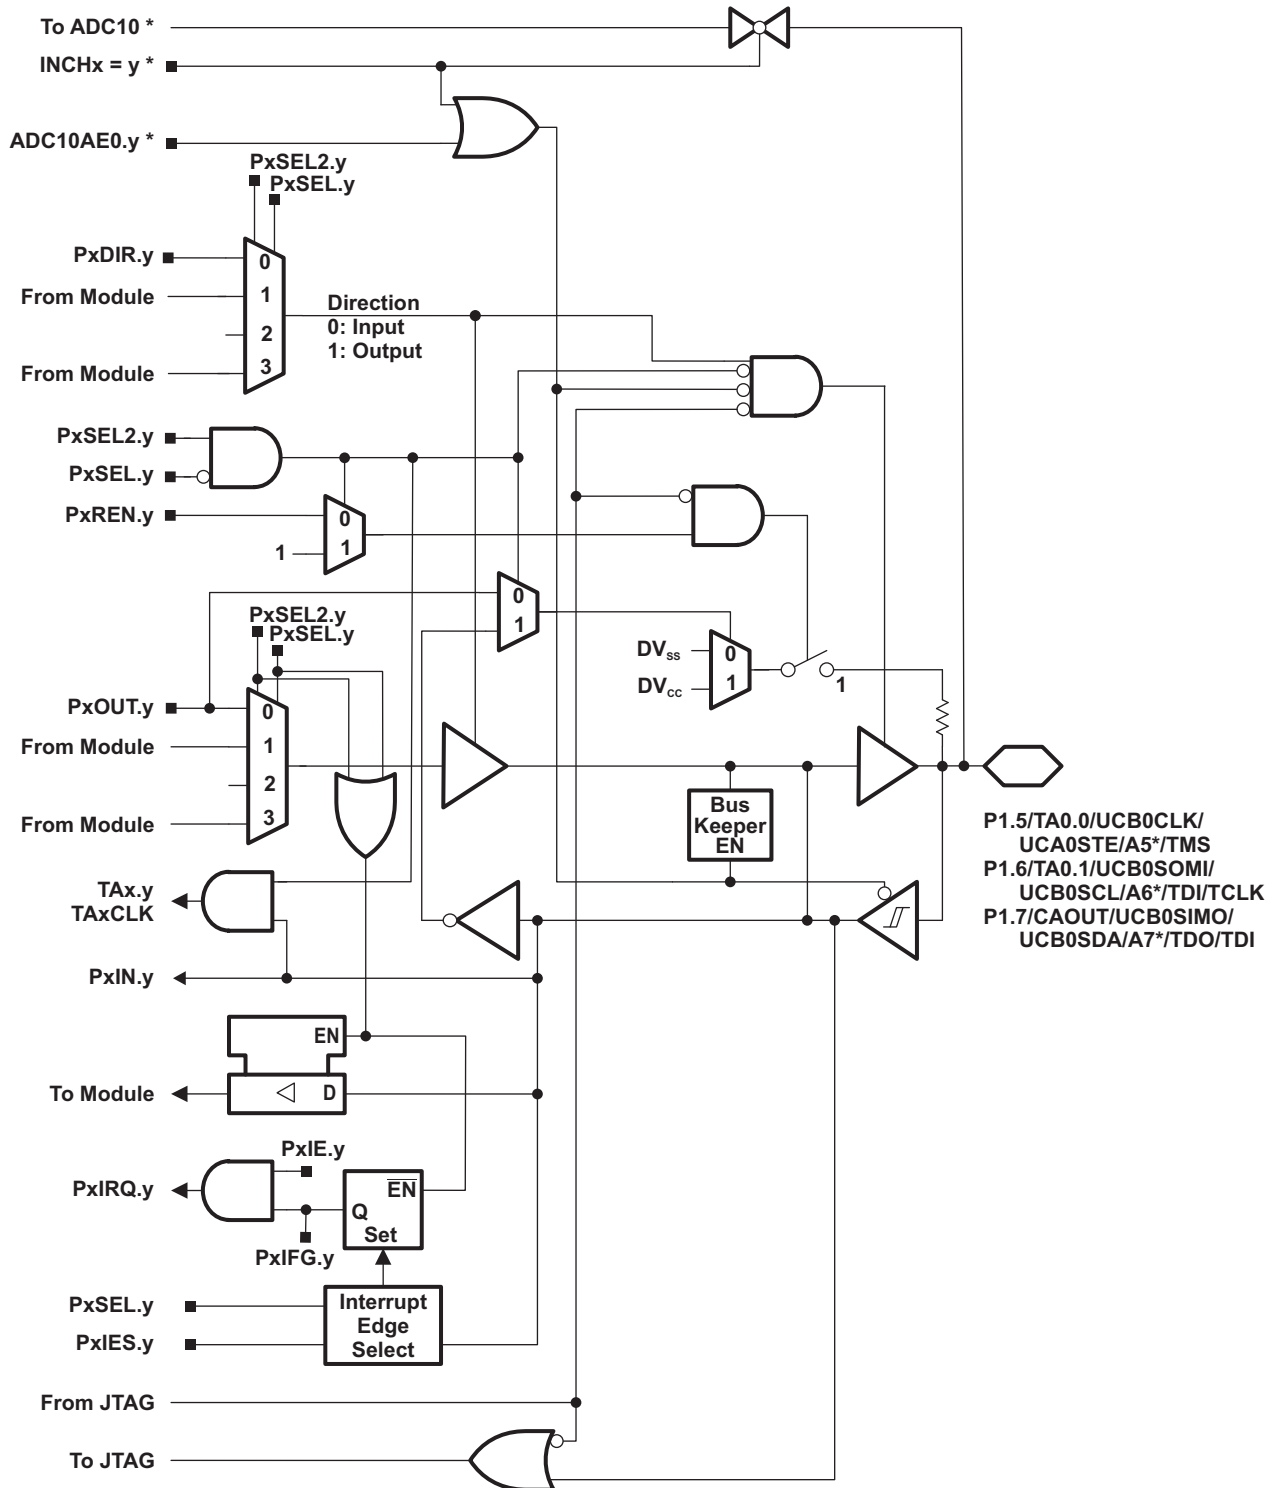 To ADC10 *
INCHx = y *
ADC10AE0.y *
PxSEL2.y
PxSEL.y
PxDIR.y
0
From Module
1
2
From Module
3
Direction
0: Input
1: Output
PxSEL2.y
PxSEL.y
PxREN.y
0
1
1
0
1
PxSEL2.y
PxSEL.y
DVSS
0
DVCC
1
1
PxOUT.y
0
From Module
1
2
From Module
3
Bus
Keeper
EN
P1.5/TA0.0/UCB0CLK/
UCA0STE/A5*/TMS
P1.6/TA0.1/UCB0SOMI/
UCB0SCL/A6*/TDI/TCLK
P1.7/CAOUT/UCB0SIMO/
UCB0SDA/A7*/TDO/TDI
TAx.y
TAxCLK
PxIN.y
EN
To Module
D
PxIE.y
PxIRQ.y
EN
Q
Set
PxIFG.y
PxSEL.y
PxIES.y
Interrupt
Edge
Select
From JTAG
To JTAG